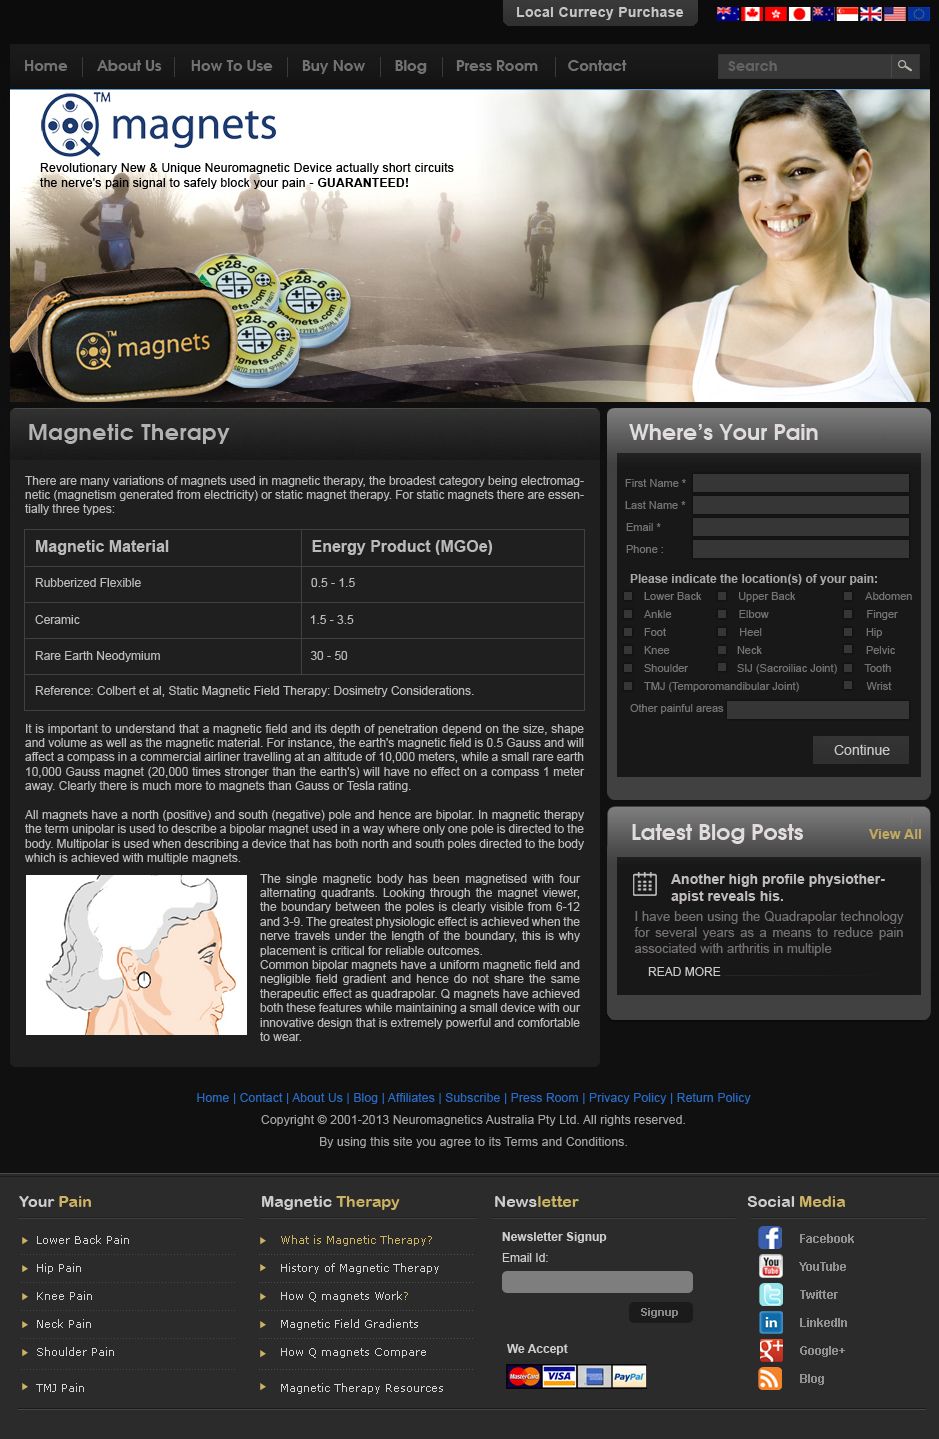 Local Currecy Purchase
Home
About Us
How To Use
Buy Now
Blog
Press Room
Contact
Search
Q magnets TM
Revolutionary New & Unique Neuromagnetic Device actually short circuits
the nerve's pain signal to safely block your pain - GUARANTEED!
QF28-6
QF28-6
F28-6
magnets TM
Magnetic Therapy
There are many variations of magnets used in magnetic therapy, the broadest category being electromag-
netic (magnetism generated from electricity) or static magnet therapy. For static magnets there are essen-
tially three types:
Magnetic Material
Energy Product (MGOe)
Rubberized Flexible
0.5 - 1.5
Ceramic
1.5 - 3.5
Rare Earth Neodymium
30 - 50
Reference: Colbert et al, Static Magnetic Field Therapy: Dosimetry Considerations.
It is important to understand that a magnetic field and its depth of penetration depend on the size, shape
and volume as well as the magnetic material. For instance, the earth's magnetic field is 0.5 Gauss and will
affect a compass in a commercial airliner travelling at an altitude of 10,000 meters, while a small rare earth
10,000 Gauss magnet (20,000 times stronger than the earth's) will have no effect on a compass 1 meter
away. Clearly there is much more to magnets than Gauss or Tesla rating.
All magnets have a north (positive) and south (negative) pole and hence are bipolar. In magnetic therapy
the term unipolar is used to describe a bipolar magnet used in a way where only one pole is directed to the
body. Multipolar is used when describing a device that has both north and south poles directed to the body
which is achieved with multiple magnets.
The single magnetic body has been magnetised with four
alternating quadrants. Looking through the magnet viewer,
the boundary between the poles is clearly visible from 6-12
and 3-9. The greatest physiologic effect is achieved when the
nerve travels under the length of the boundary, this is why
placement is critical for reliable outcomes.
Common bipolar magnets have a uniform magnetic field and
negligible field gradient and hence do not share the same
therapeutic effect as quadrapolar. Q magnets have achieved
both these features while maintaining a small device with our
innovative design that is extremely powerful and comfortable
to wear.
Where's Your Pain
First Name *
Last Name *
Email *
Phone :
Please indicate the location(s) of your pain:
Lower Back
Upper Back
Abdomen
Ankle
Elbow
Finger
Foot
Heel
Hip
Knee
Neck
Pelvic
Shoulder
SIJ (Sacroiliac Joint)
Tooth
TMJ (Temporomandibular Joint)
Wrist
Other painful areas
Continue
Latest Blog Posts
View All
Another high profile physiother-
apist reveals his.
I have been using the Quadrapolar technology
for several years as a means to reduce pain
associated with arthritis in multiple
READ MORE
Home | Contact | About Us | Blog | Affiliates | Subscribe | Press Room | Privacy Policy | Return Policy
Copyright © 2001-2013 Neuromagnetics Australia Pty Ltd. All rights reserved.
By using this site you agree to its Terms and Conditions.
Your Pain
Lower Back Pain
Hip Pain
Knee Pain
Neck Pain
Shoulder Pain
TMJ Pain
Magnetic Therapy
What is Magnetic Therapy?
History of Magnetic Therapy
How Q magnets Work?
Magnetic Field Gradients
How Q magnets Compare
Magnetic Therapy Resources
Newsletter
Newsletter Signup
Email Id:
Signup
We Accept
MasterCard
VISA
PayPal
Social Media
Facebook
You Tube
YouTube
Twitter
in
LinkedIn
Google+
Blog